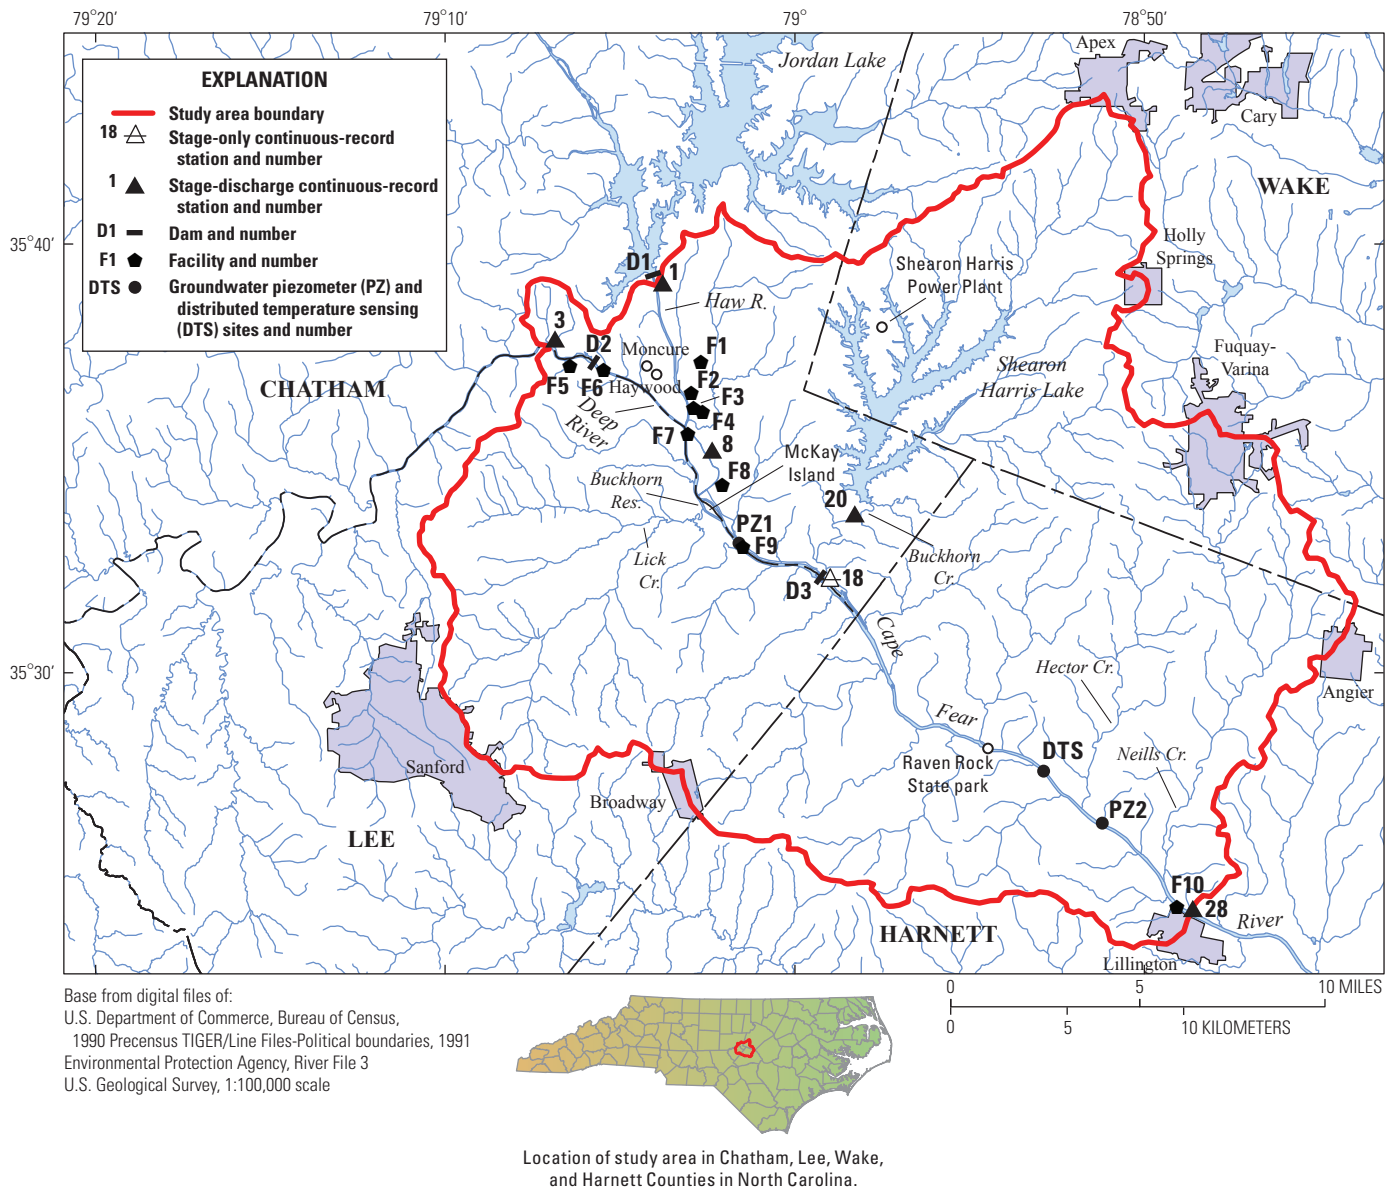 79°20'
79°10'
79°
78°50'
35°40'
35°30'
EXPLANATION
Study area boundary
18
Stage-only continuous-record
station and number
1
Stage-discharge continuous-record
station and number
D1
Dam and number
F1
Facility and number
DTS
Groundwater piezometer (PZ) and
distributed temperature sensing
(DTS) sites and number
Jordan Lake
Apex
Cary
WAKE
Holly
Springs
Shearon Harris
Power Plant
D1
1
Haw R.
3
D2
Moncure
F1
F5
F6
Haywood
F2
F3
F4
Deep
River
F7
8
Shearon
Harris Lake
Fuquay-
Varina
CHATHAM
McKay
Island
F8
Buckhorn
Res.
20
PZ1
F9
Lick
Cr.
Buckhorn
Cr.
D3
18
Cape
Hector Cr.
Angier
Fear
DTS
Neills Cr.
Raven Rock
State park
Sanford
Broadway
PZ2
LEE
F10
28
River
HARNETT
Lillington
Base from digital files of:
U.S. Department of Commerce, Bureau of Census,
1990 Precensus TIGER/Line Files-Political boundaries, 1991
Environmental Protection Agency, River File 3
U.S. Geological Survey, 1:100,000 scale
0 5 10 MILES
0 5 10 KILOMETERS
Location of study area in Chatham, Lee, Wake,
and Harnett Counties in North Carolina.